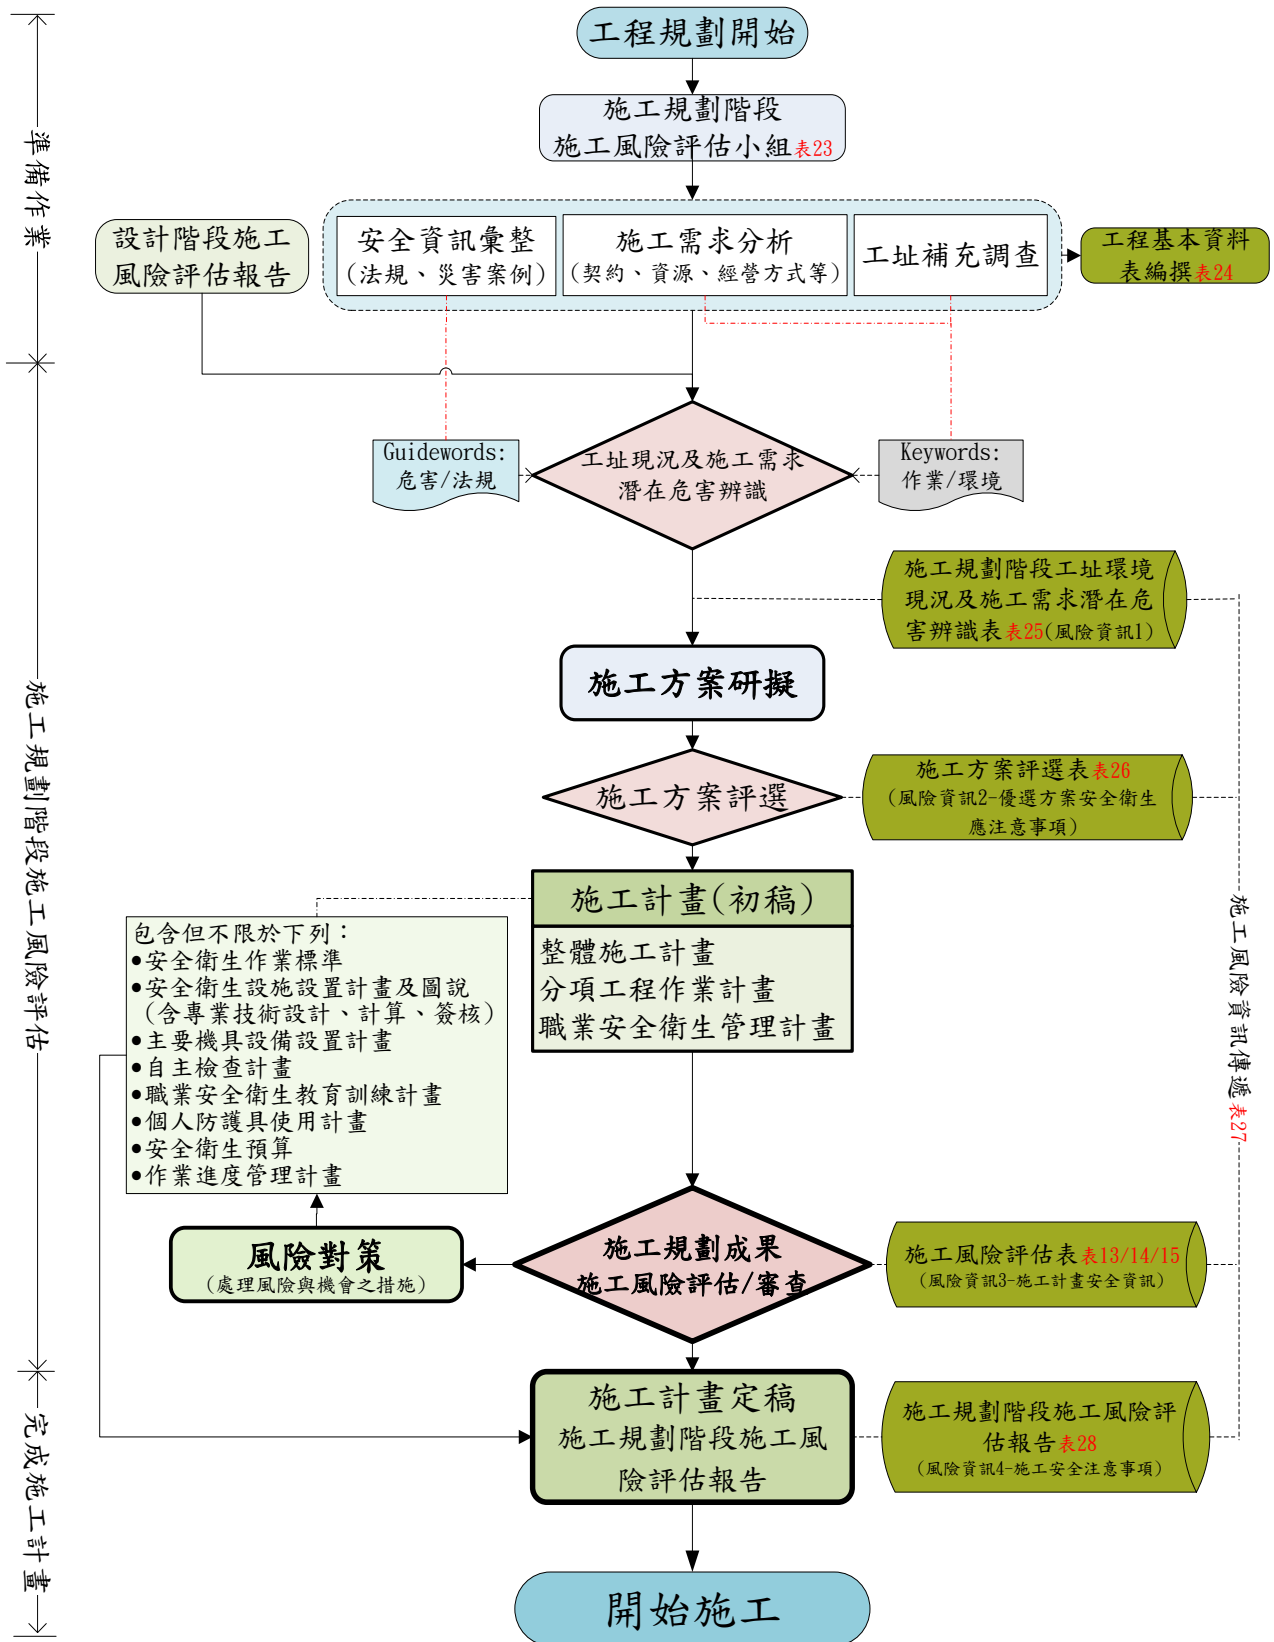 工程規劃開始
施工規劃階段
施工風險評估小組表23
準備作業
設計階段施工
風險評估報告
安全資訊彙整
(法規、災害案例)
施工需求分析
(契約、資源、經營方式等)
工址補充調查
工程基本資料
表編撰表24
Guidewords:
危害/法規
工址現況及施工需求
潛在危害辨識
Keywords:
作業/環境
施工規劃階段工址環境
現況及施工需求潛在危
害辨識表表25(風險資訊1)
施工方案研擬
施工規劃階段施工風險評估
施工方案評選
施工方案評選表表26
(風險資訊2-優選方案安全衛生
應注意事項)
施工計畫(初稿)
整體施工計畫
分項工程作業計畫
職業安全衛生管理計畫
包含但不限於下列：
●安全衛生作業標準
●安全衛生設施設置計畫及圖說
(含專業技術設計、計算、簽核)
●主要機具設備設置計畫
●自主檢查計畫
●職業安全衛生教育訓練計畫
●個人防護具使用計畫
●安全衛生預算
●作業進度管理計畫
施工風險資訊傳遞表27
風險對策
(處理風險與機會之措施)
施工規劃成果
施工風險評估/審查
施工風險評估表表13/14/15
(風險資訊3-施工計畫安全資訊)
完成施工計畫
施工計畫定稿
施工規劃階段施工風
險評估報告
施工規劃階段施工風險評
估報告表28
(風險資訊4-施工安全注意事項)
開始施工